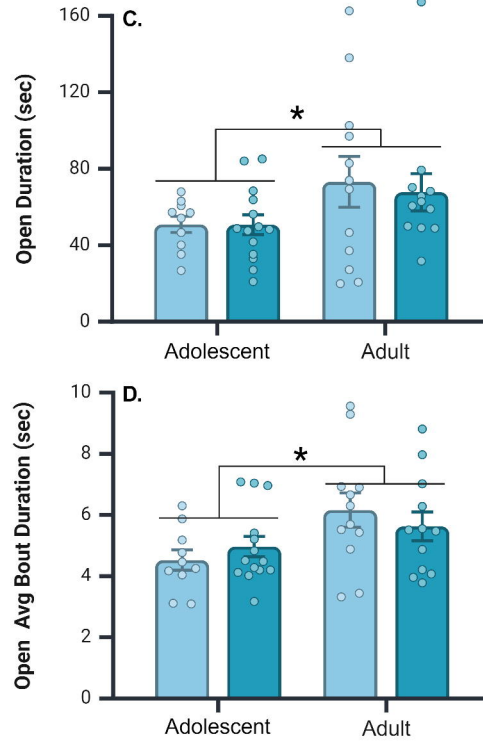 C.
Open Duration (sec)
160
120
80
40
0
*
Adolescent
Adult
D.
Open Avg Bout Duration (sec)
10
8
6
4
2
0
*
Adolescent
Adult